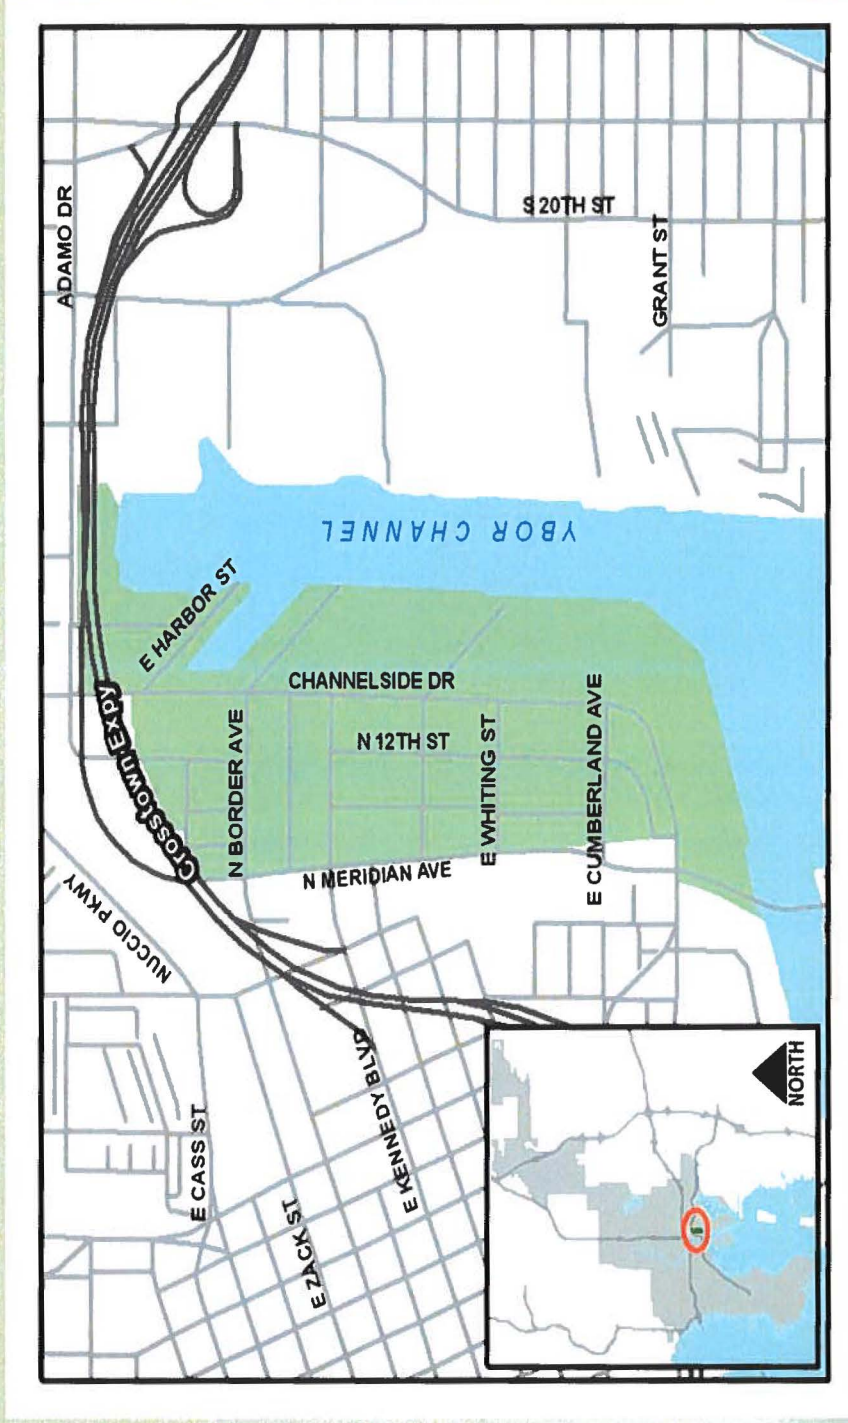 ADAMO DR
S 20TH ST
GRANT ST
YBOR CHANNEL
E HARBOR ST
CHANNELSIDE DR
Crosstown Expy
N BORDER AVE
N 12TH ST
E WHITING ST
E CUMBERLAND AVE
N MERIDIAN AVE
NUCCIO PKWY
E CASS ST
E KENNEDY BLVD
E ZACK ST
NORTH